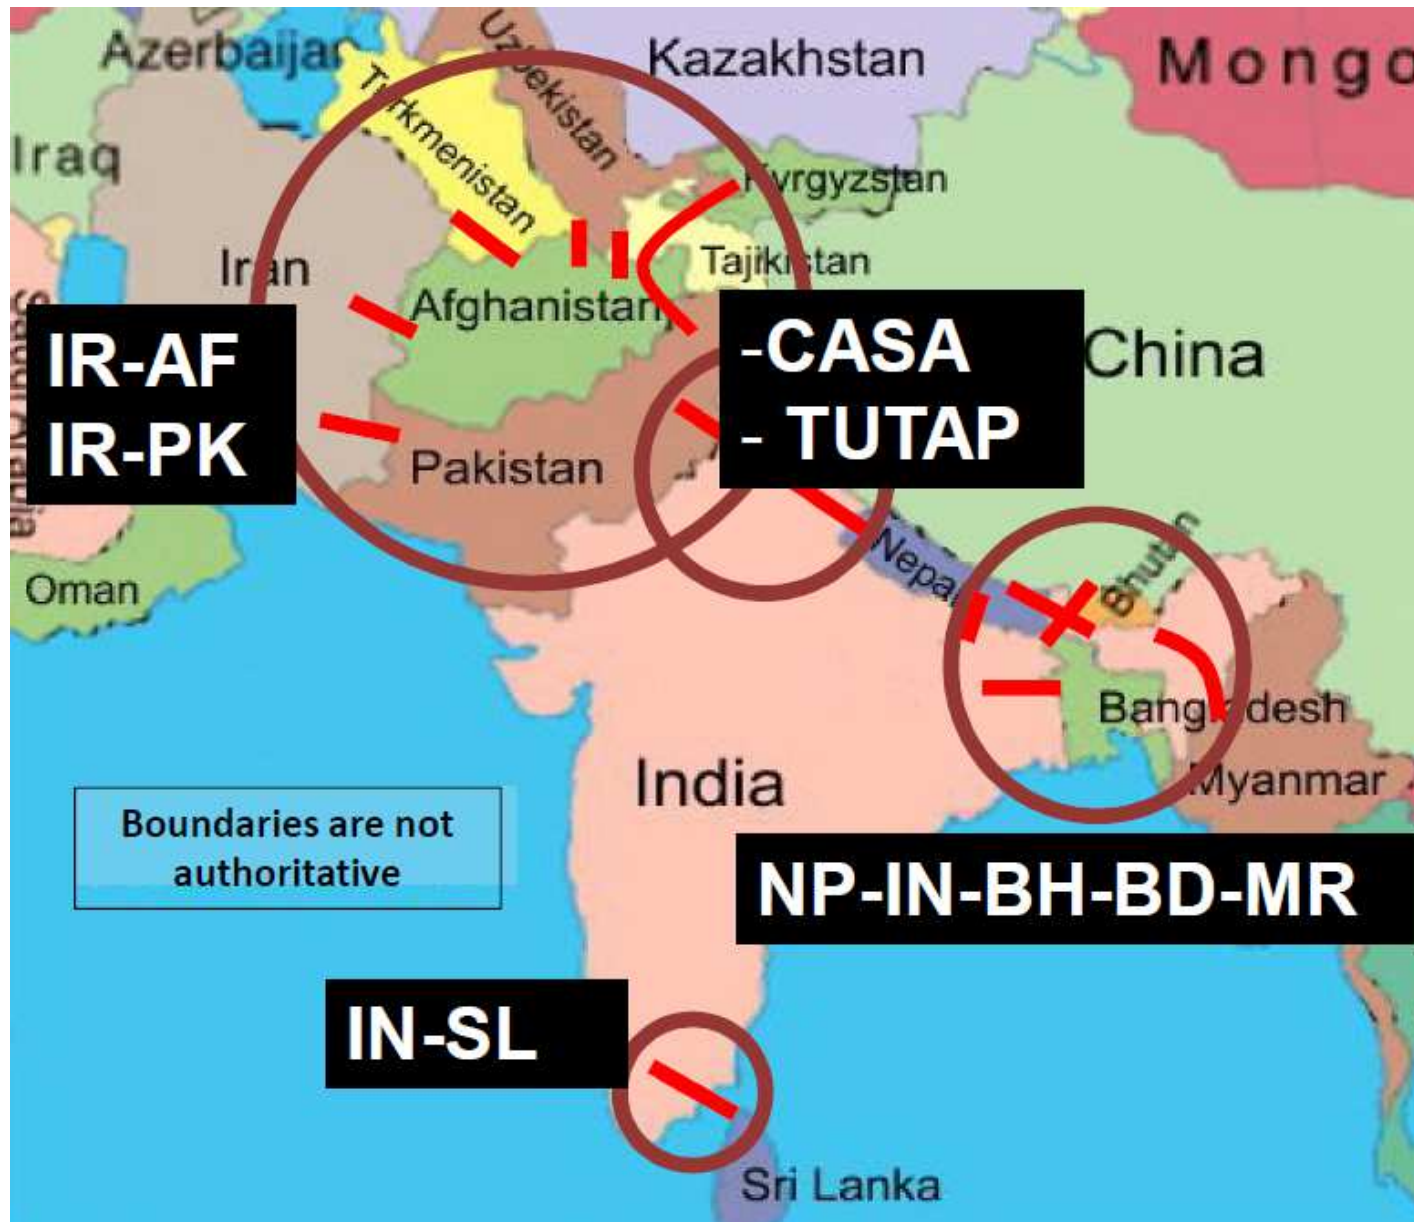 Azerbaijan
Uzbekistan
Kazakhstan
Mongo
Turkmenistan
Iraq
Kyrgyzstan
Iran
Tajikistan
Afghanistan
IR-AF
IR-PK
-CASA
- TUTAP
China
Pakistan
Oman
Nepal
Bhutan
Bangladesh
India
Myanmar
Boundaries are not
authoritative
NP-IN-BH-BD-MR
IN-SL
Sri Lanka